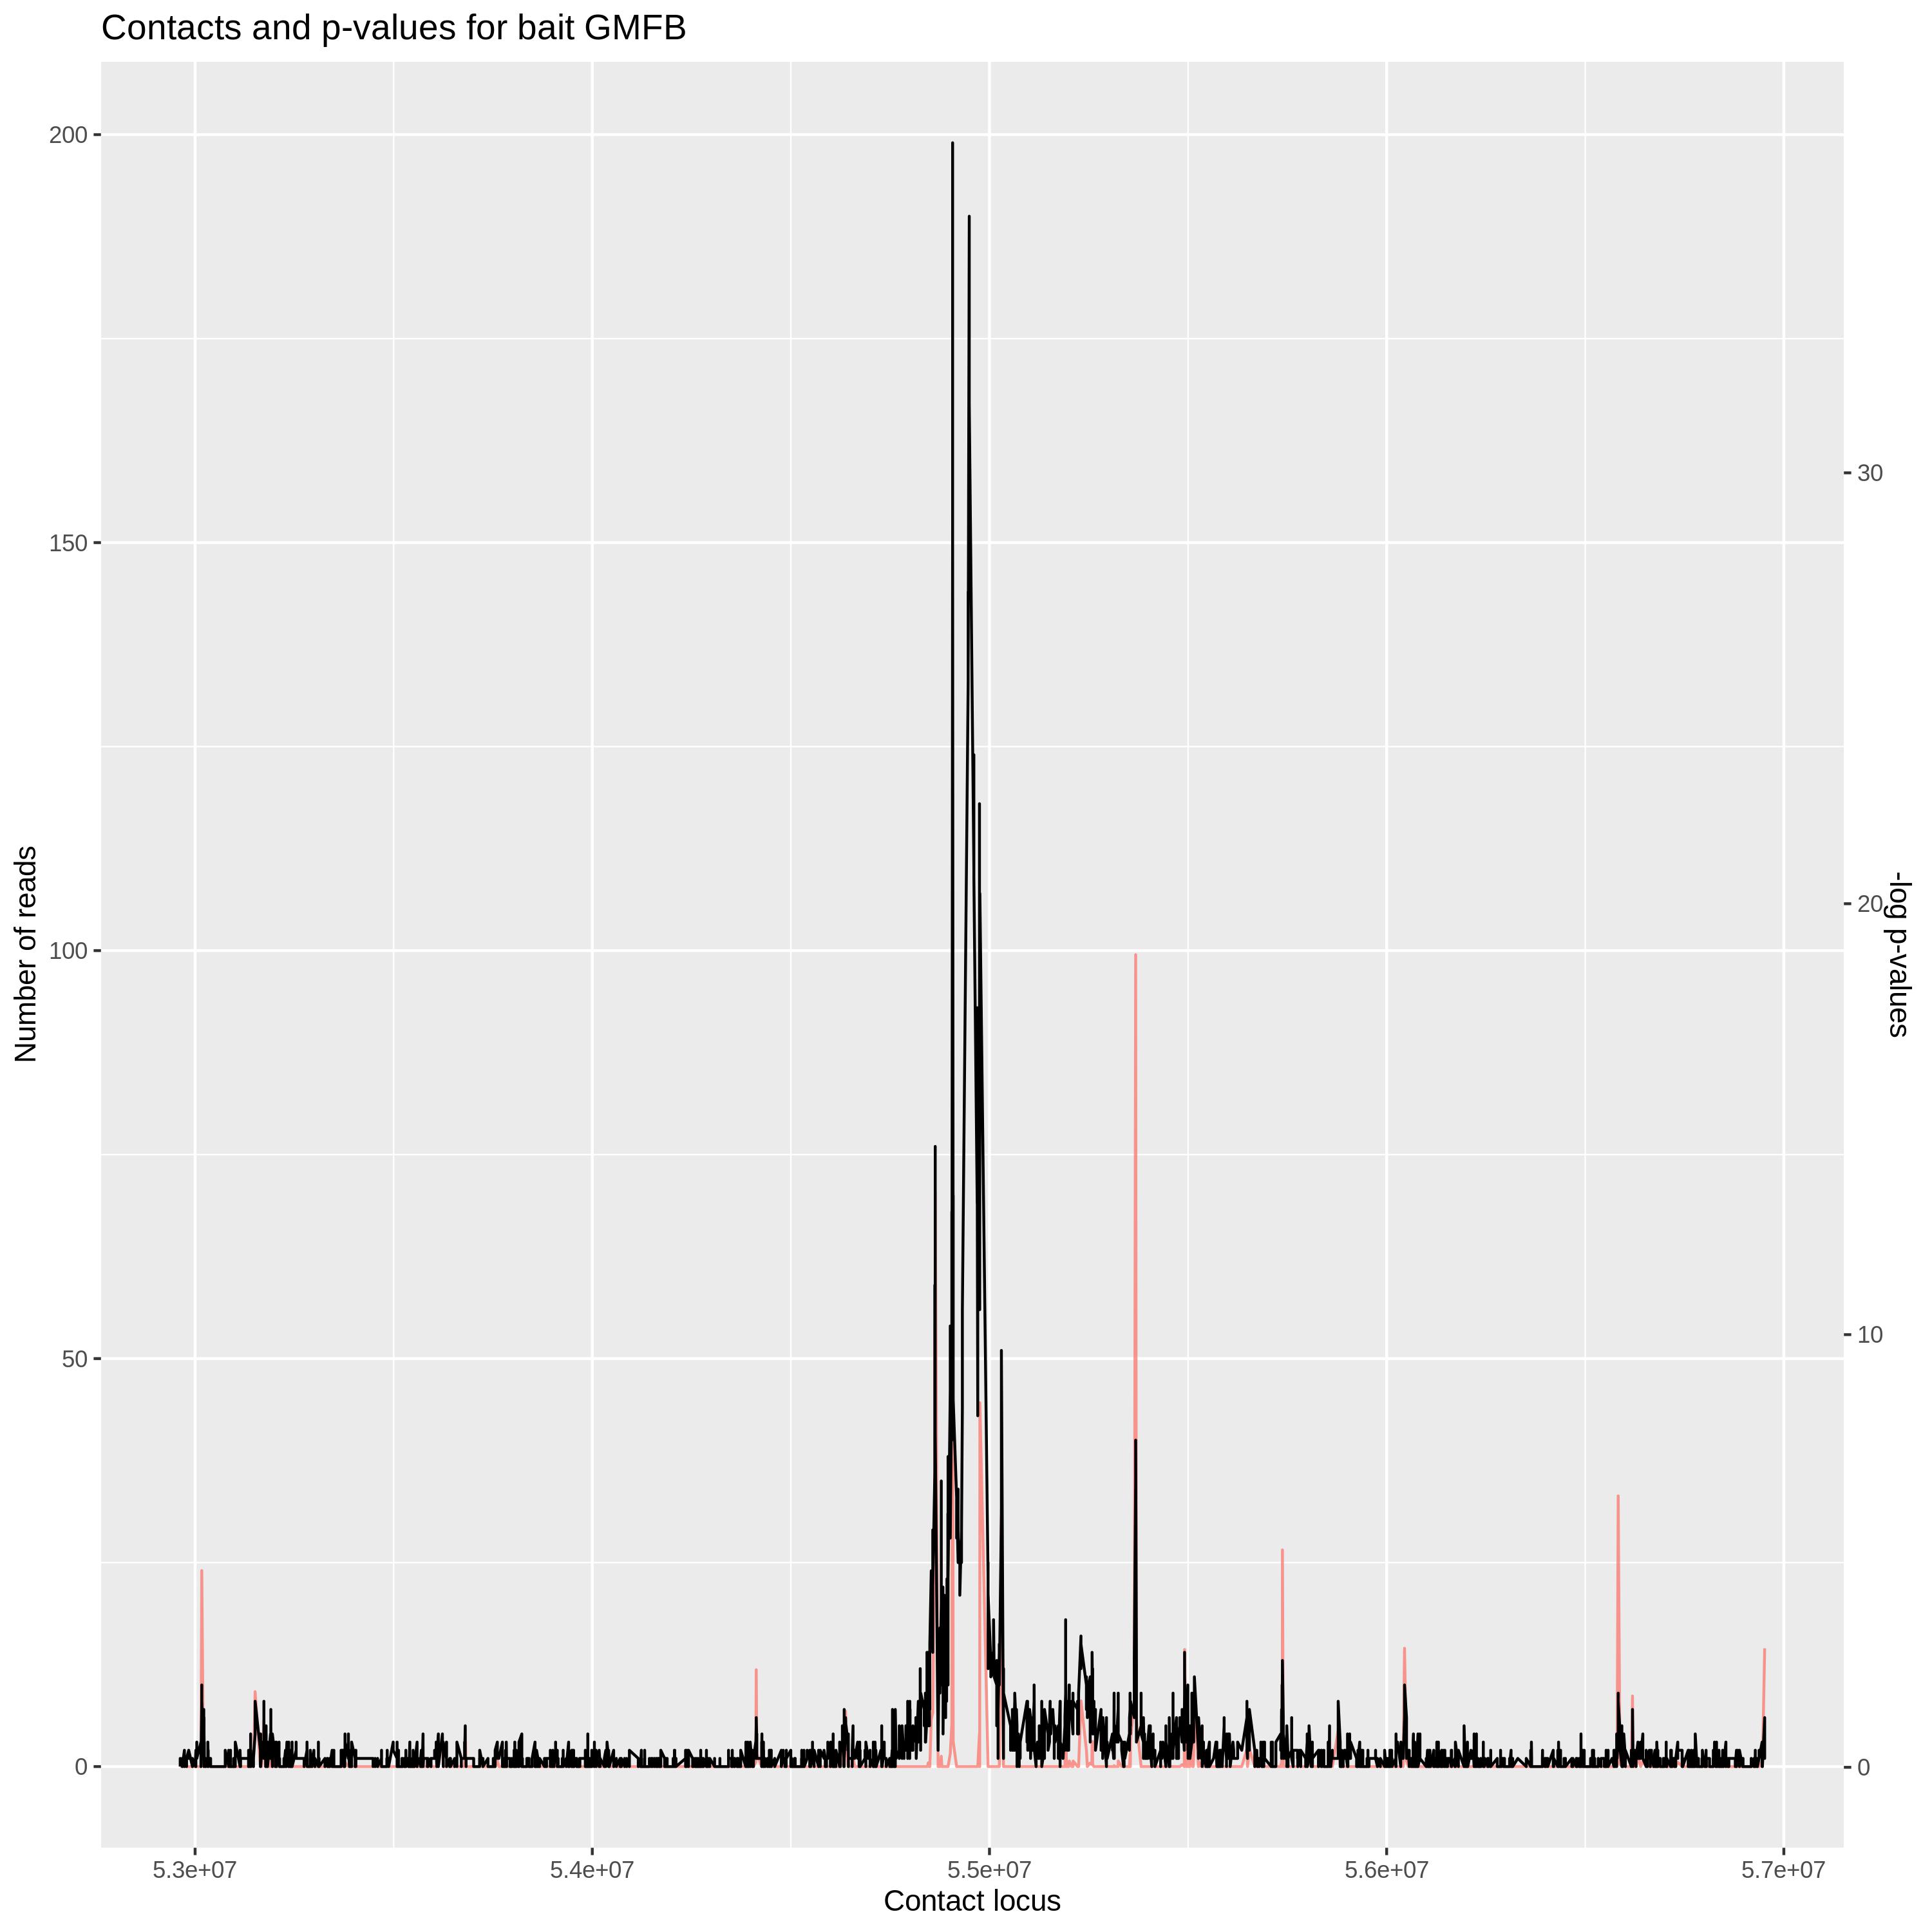 Contacts and p-values for bait GMFB
200
150
100
50
0
Number of reads
30
20
10
0
-log p-values
5.3e+07
5.4e+07
5.5e+07
5.6e+07
5.7e+07
Contact locus